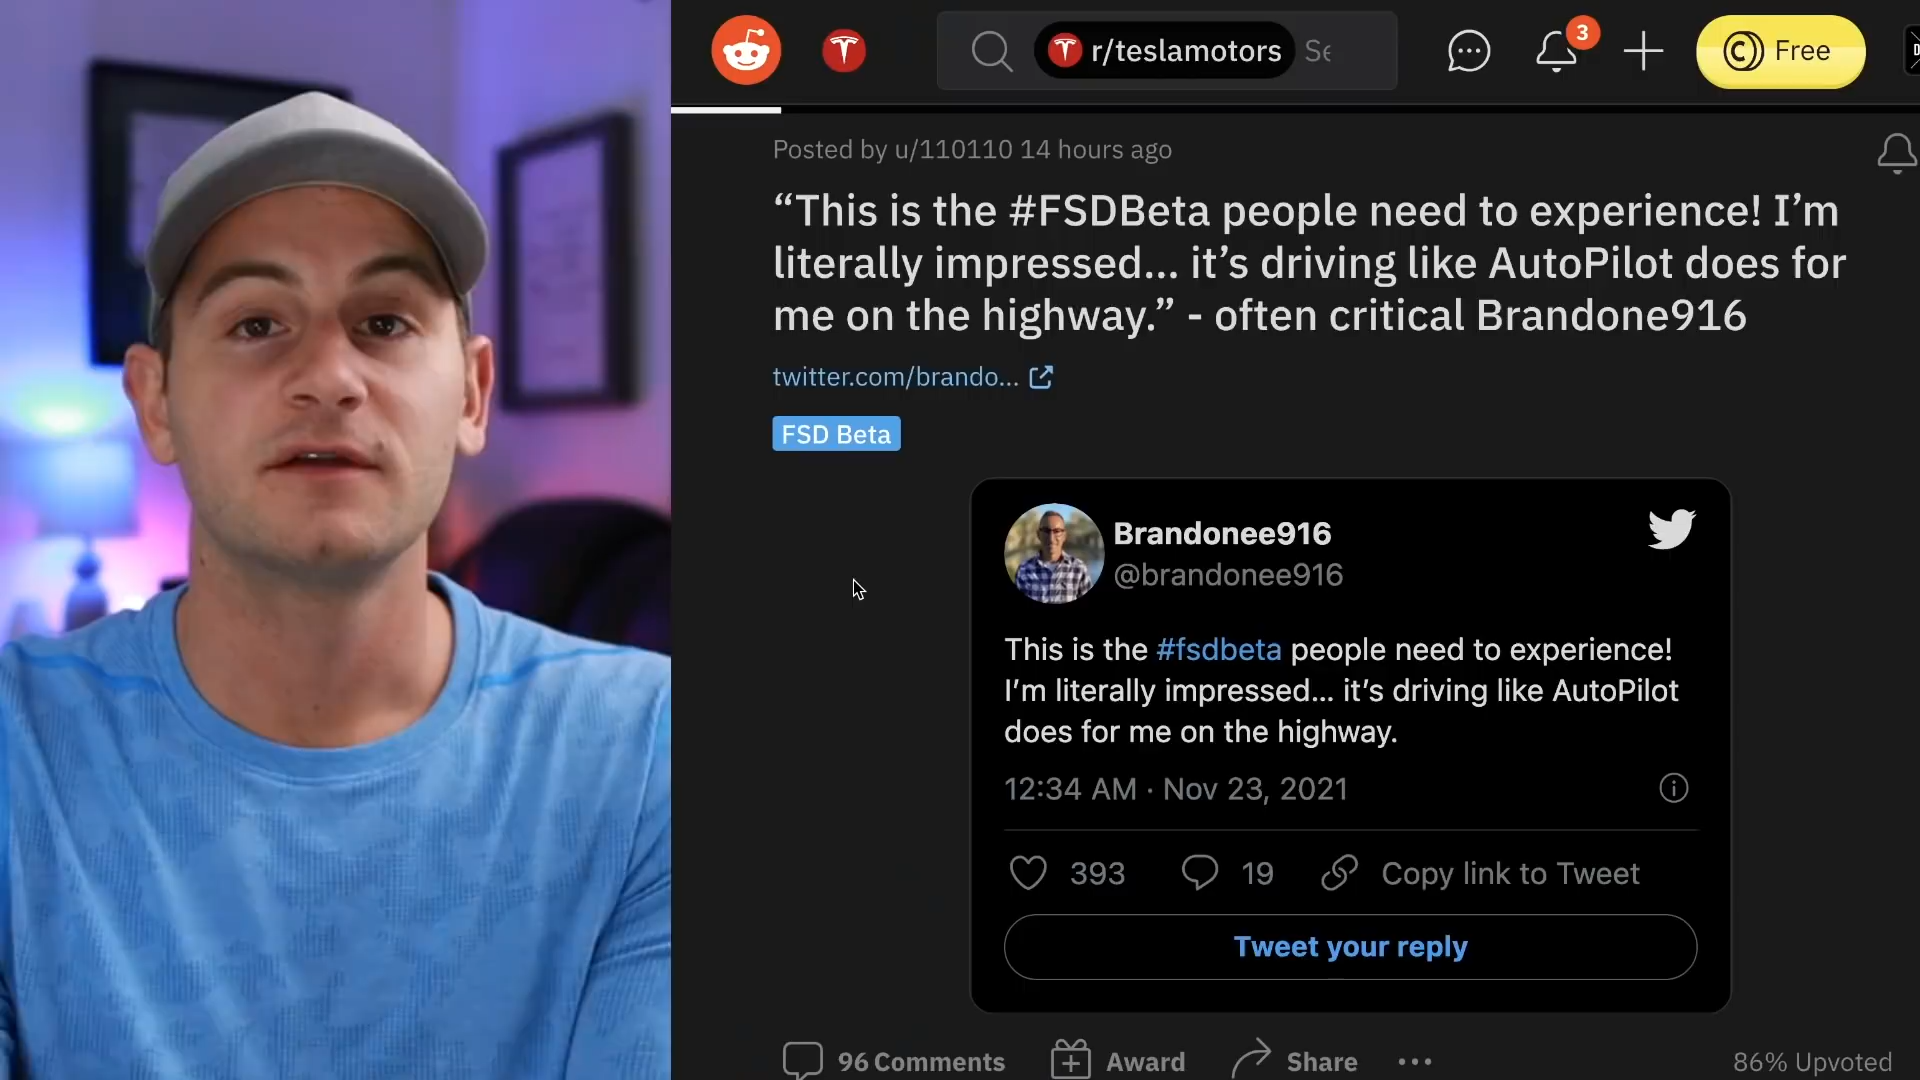 r/teslamotors Se
3
Free
Posted by u/110110 14 hours ago
“This is the #FSDBeta people need to experience! I’m
literally impressed... it’s driving like AutoPilot does for
me on the highway.” - often critical Brandone916
twitter.com/brando...
FSD Beta
Brandonee916
@brandonee916
This is the #fsdbeta people need to experience!
I’m literally impressed... it’s driving like AutoPilot
does for me on the highway.
12:34 AM · Nov 23, 2021
393 19 Copy link to Tweet
Tweet your reply
96 Comments Award Share
86% Upvoted